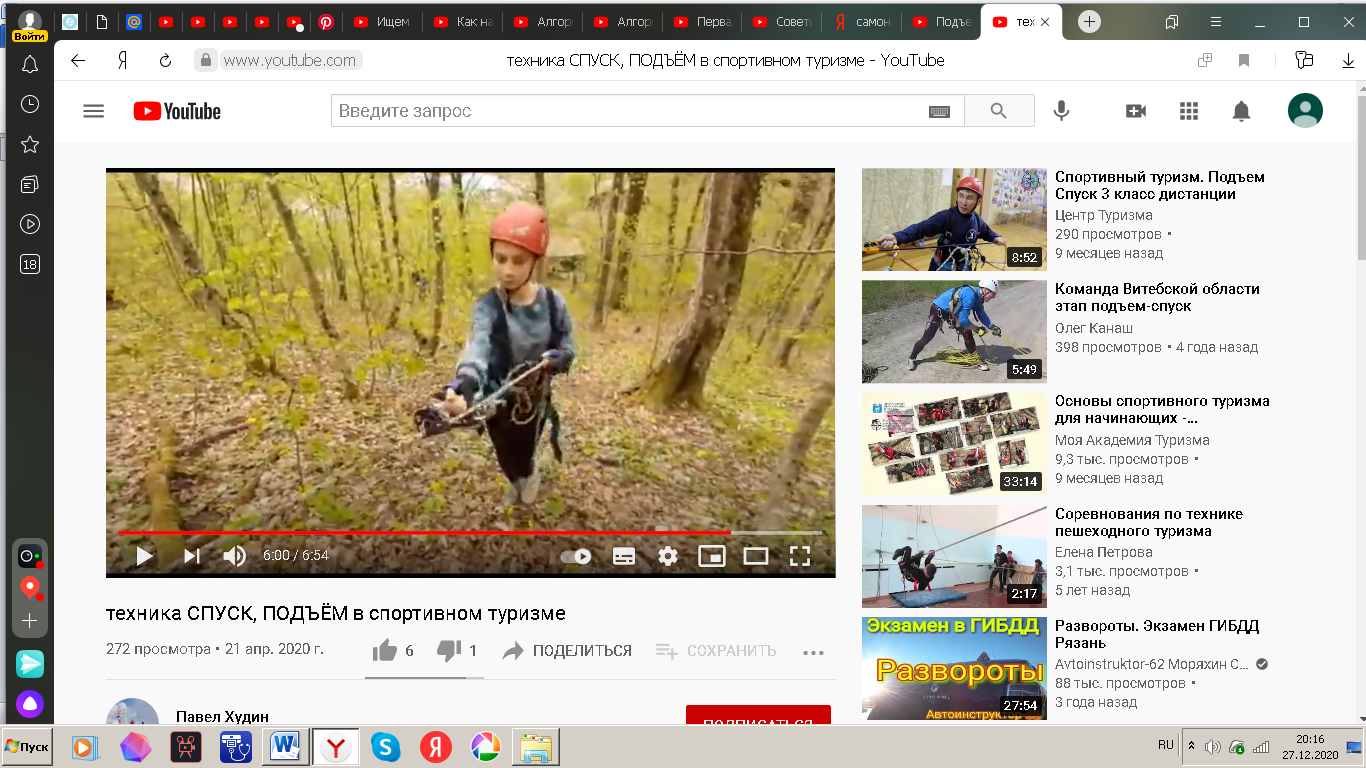 Войти
Ищем
Как на
Алгор
Алгор
Перва
Совет
самон
Подъе
тех
www.youtube.com
техника СПУСК, ПОДЪЁМ в спортивном туризме - YouTube
YouTube
Введите запрос
18
6:00 / 6:54
техника СПУСК, ПОДЪЁМ в спортивном туризме
272 просмотра • 21 апр. 2020 г.
6
1
ПОДЕЛИТЬСЯ
СОХРАНИТЬ
Павел Худин
ПОДПИСАТЬСЯ
8:52
Спортивный туризм. Подъем
Спуск 3 класс дистанции
Центр Туризма
290 просмотров •
9 месяцев назад
5:49
Команда Витебской области
этап подъем-спуск
Олег Канаш
398 просмотров • 4 года назад
33:14
Основы спортивного туризма
для начинающих -...
Моя Академия Туризма
9,3 тыс. просмотров •
9 месяцев назад
2:17
Соревнования по технике
пешеходного туризма
Елена Петрова
3,1 тыс. просмотров •
5 лет назад
Экзамен в ГИБДД
Развороты
Автоинструктор
27:54
Развороты. Экзамен ГИБДД
Рязань
Avtoinstruktor-62 Моряхин С...
88 тыс. просмотров •
3 года назад
Пуск
RU
20:16
27.12.2020